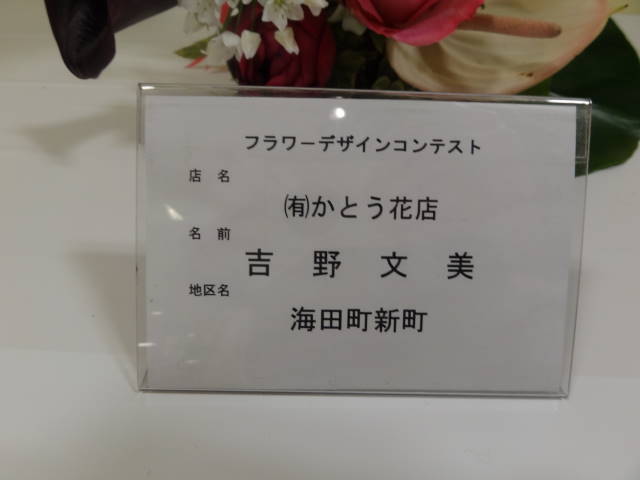 フラワーデザインコンテスト
店名
㈲かとう花店
名前
吉野文美
地区名
海田町新町